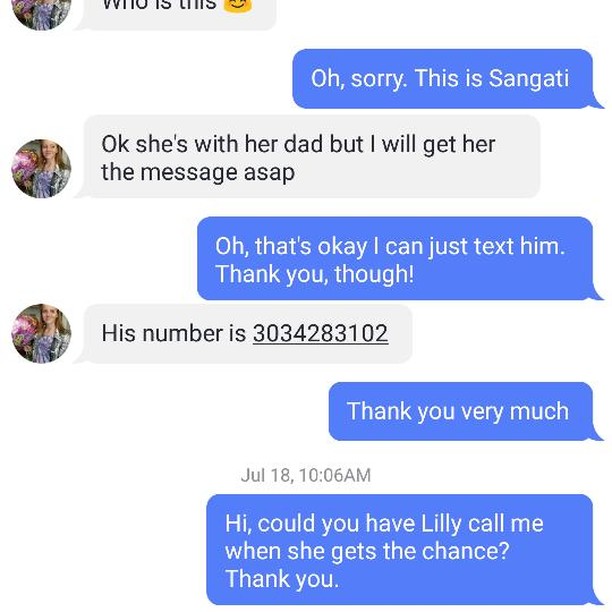 Who is this 😊
Oh, sorry. This is Sangati
Ok she's with her dad but I will get her
the message asap
Oh, that's okay I can just text him.
Thank you, though!
His number is 3034283102
Thank you very much
Jul 18, 10:06AM
Hi, could you have Lilly call me
when she gets the chance?
Thank you.